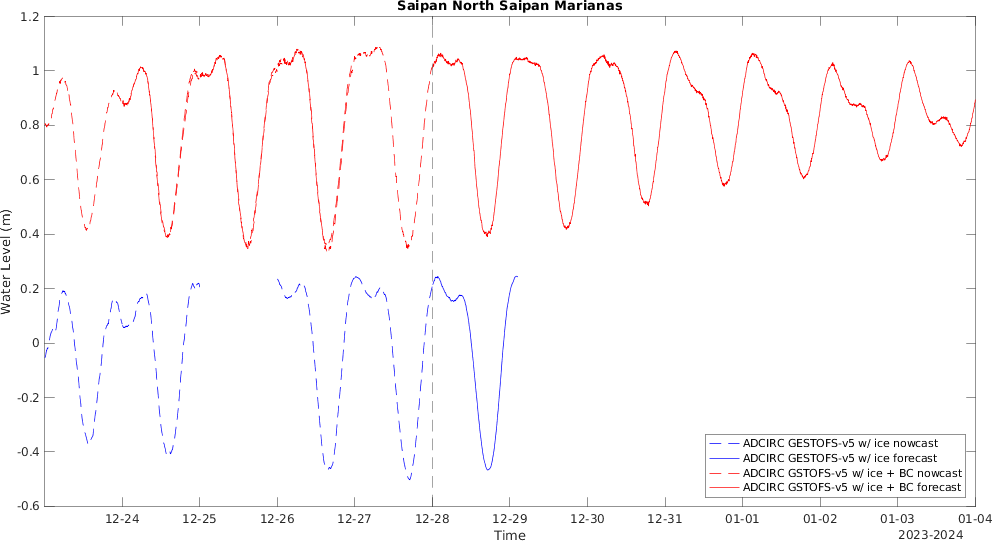 Saipan North Saipan Marianas
1.2
1
0.8
0.6
0.4
0.2
0
-0.2
-0.4
-0.6
Water Level (m)
ADCIRC GESTOFS-v5 w/ ice nowcast
ADCIRC GESTOFS-v5 w/ ice forecast
ADCIRC GSTOFS-v5 w/ ice + BC nowcast
ADCIRC GSTOFS-v5 w/ ice + BC forecast
12-24 12-25 12-26 12-27 12-28 12-29 12-30 12-31 01-01 01-02 01-03 01-04
Time
2023-2024